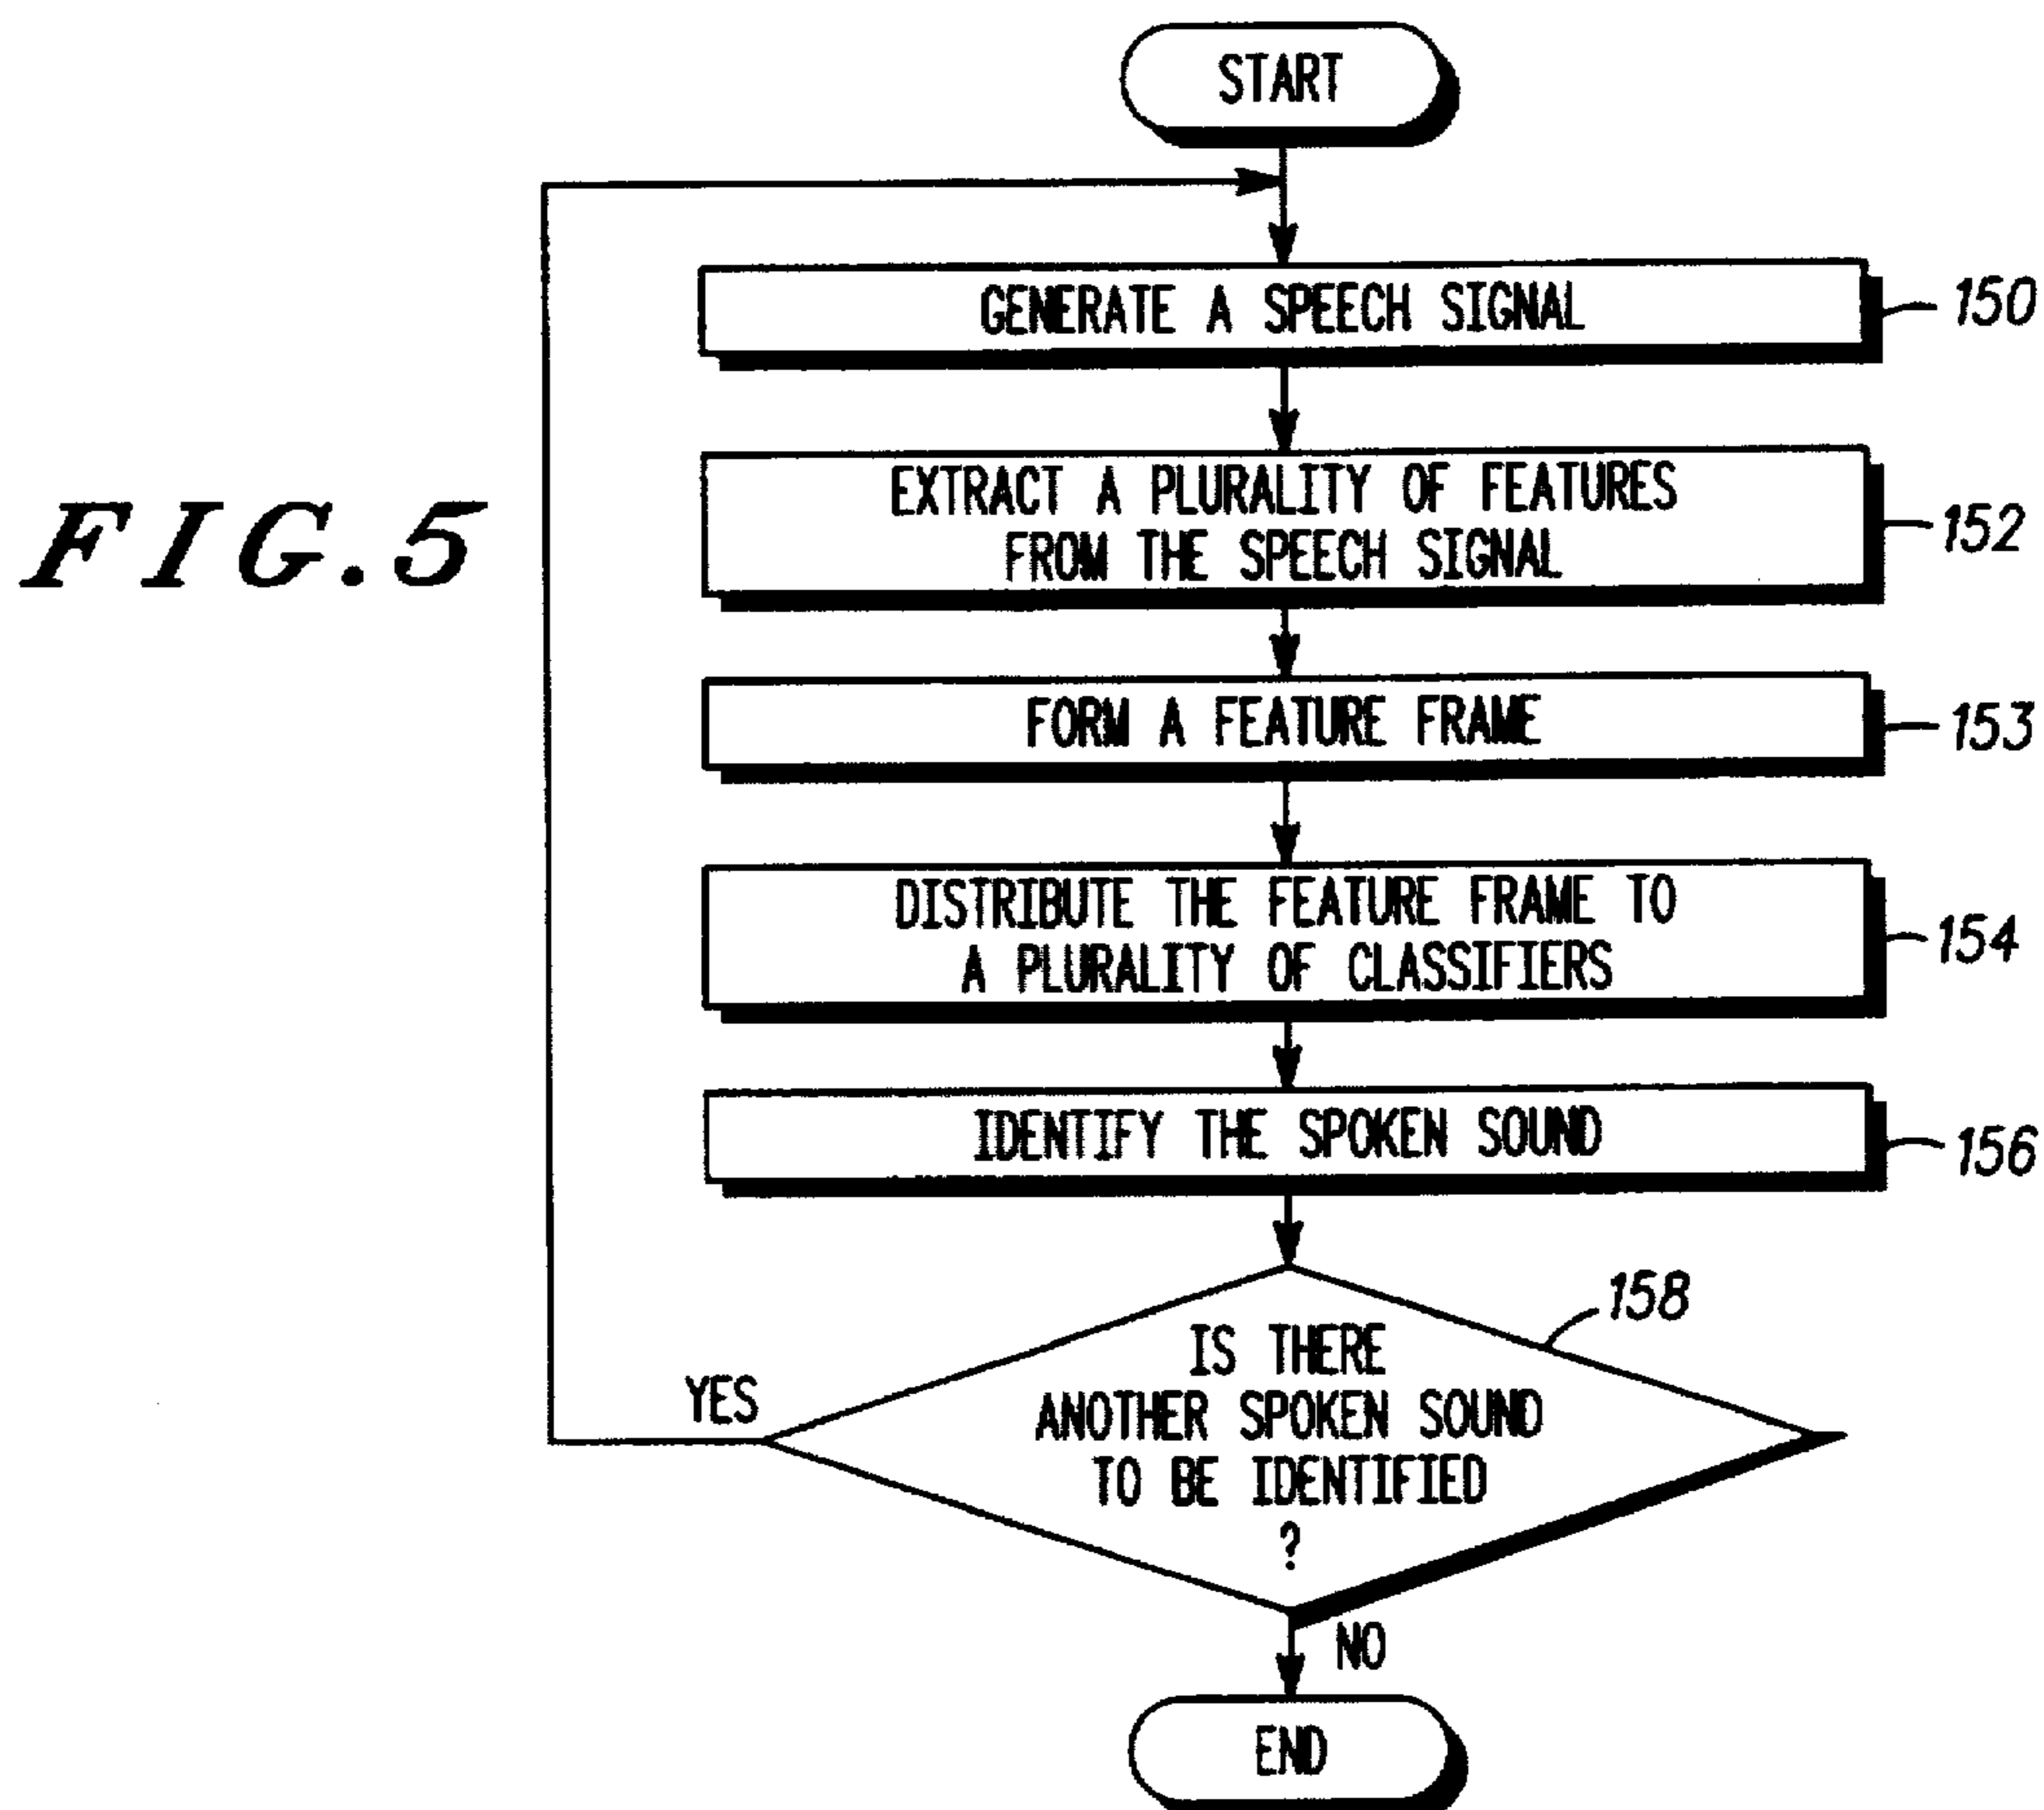 START
GENERATE A SPEECH SIGNAL
150
EXTRACT A PLURALITY OF FEATURES
FROM THE SPEECH SIGNAL
152
FIG.5
FORM A FEATURE FRAME
153
DISTRIBUTE THE FEATURE FRAME TO
A PLURALITY OF CLASSIFIERS
154
IDENTIFY THE SPOKEN SOUND
156
158
IS THERE
ANOTHER SPOKEN SOUND
TO BE IDENTIFIED
?
YES
NO
END